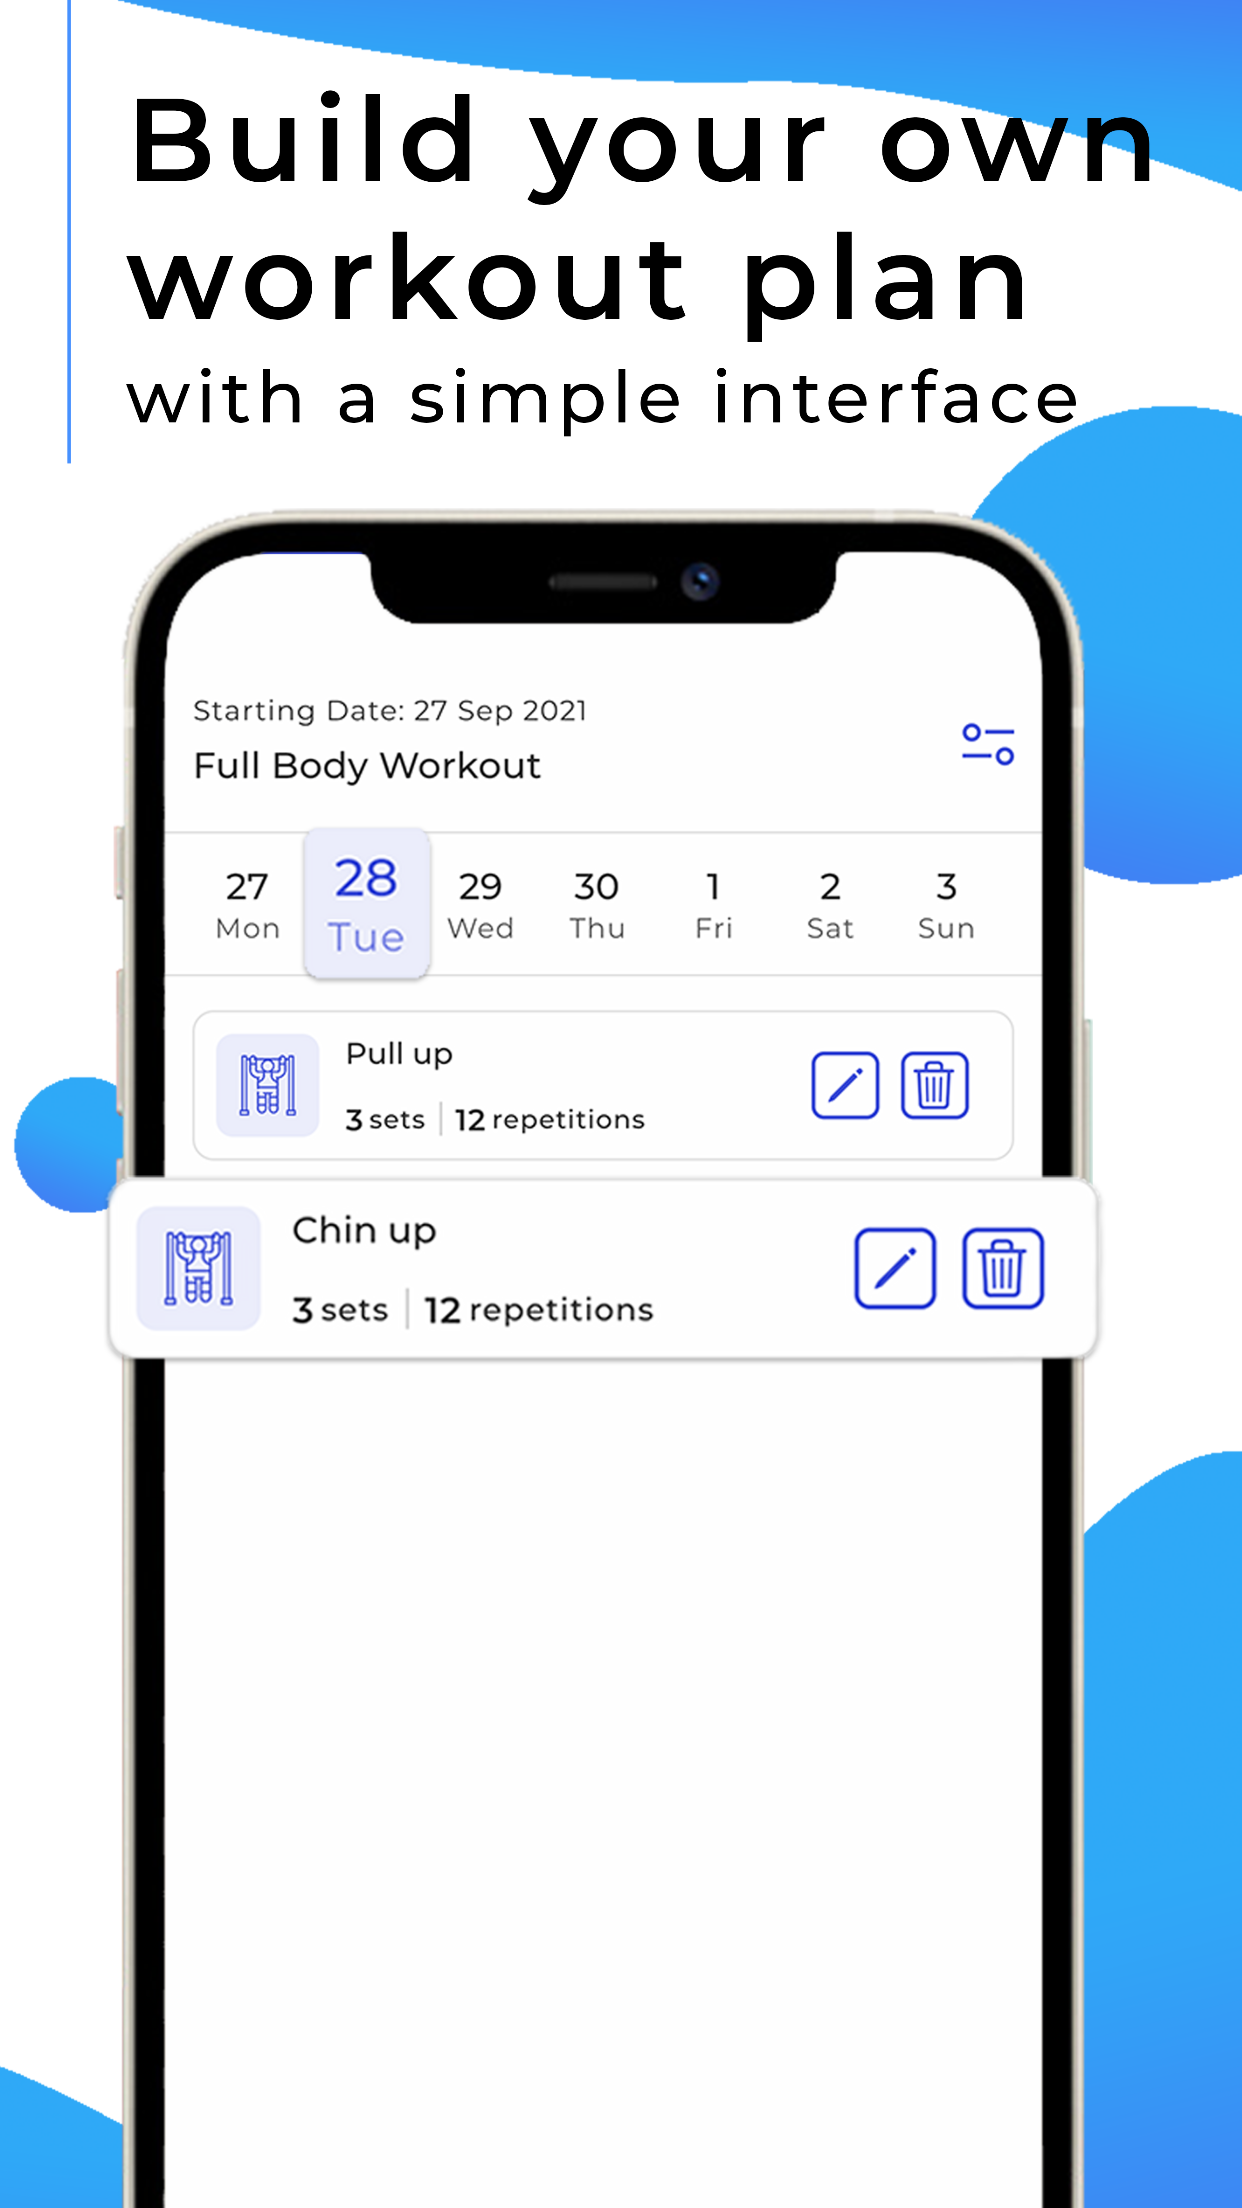 Build your own
workout plan
with a simple interface
Starting Date: 27 Sep 2021
Full Body Workout
27 28 29 30 1 2 3
Mon Tue Wed Thu Fri Sat Sun
Pull up
3 sets | 12 repetitions
Chin up
3 sets | 12 repetitions